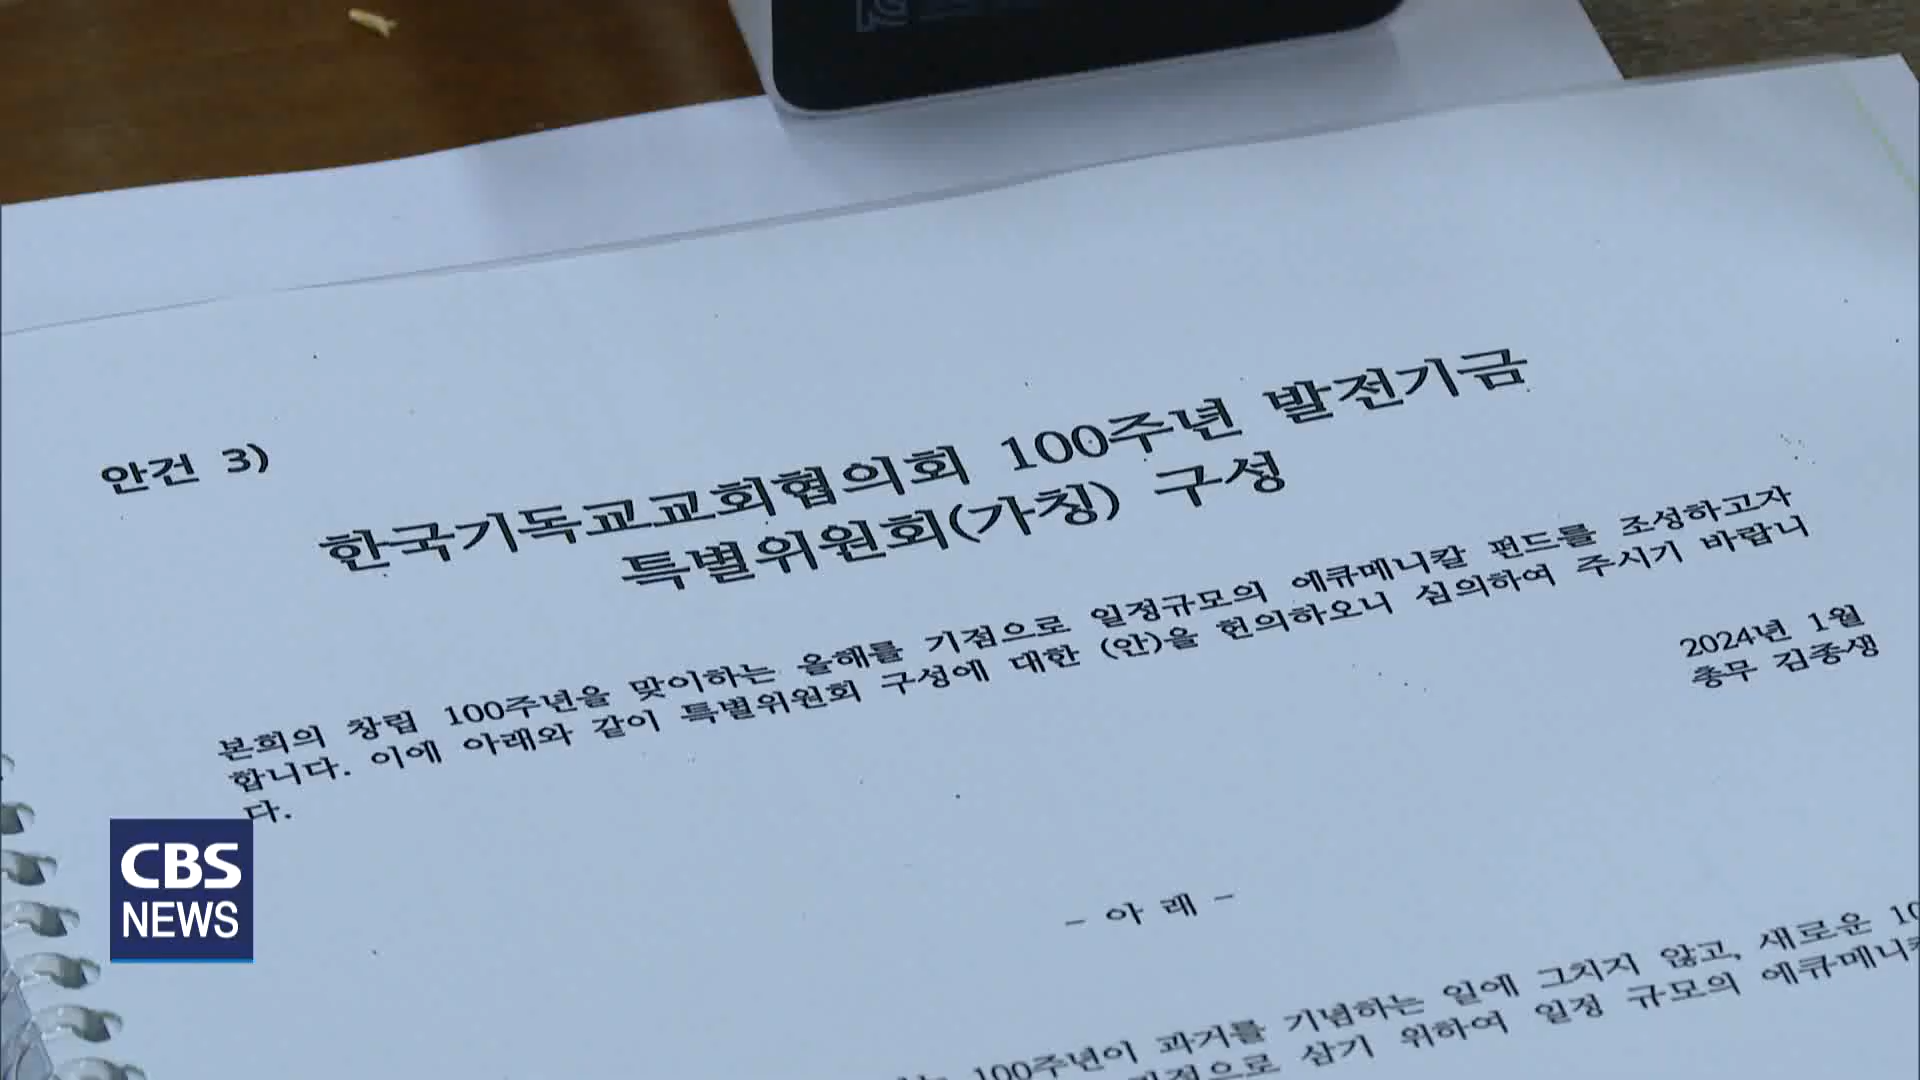 안건 3)
한국기독교교회협의회 100주년 발전기금
특별위원회(가칭) 구성
본회의 창립 100주년을 맞이하는 올해를 기점으로 일정규모의 에큐메니칼 펀드를 조성하고자
합니다. 이에 아래와 같이 특별위원회 구성에 대한 (안)을 헌의하오니 심의하여 주시기 바랍니
다.
2024년 1월
총무 김종생
- 아 래 -
100주년이 과거를 기념하는 일에 그치지 않고, 새로운 10
기점으로 삼기 위하여 일정 규모의 에큐메니칼
CBS
NEWS